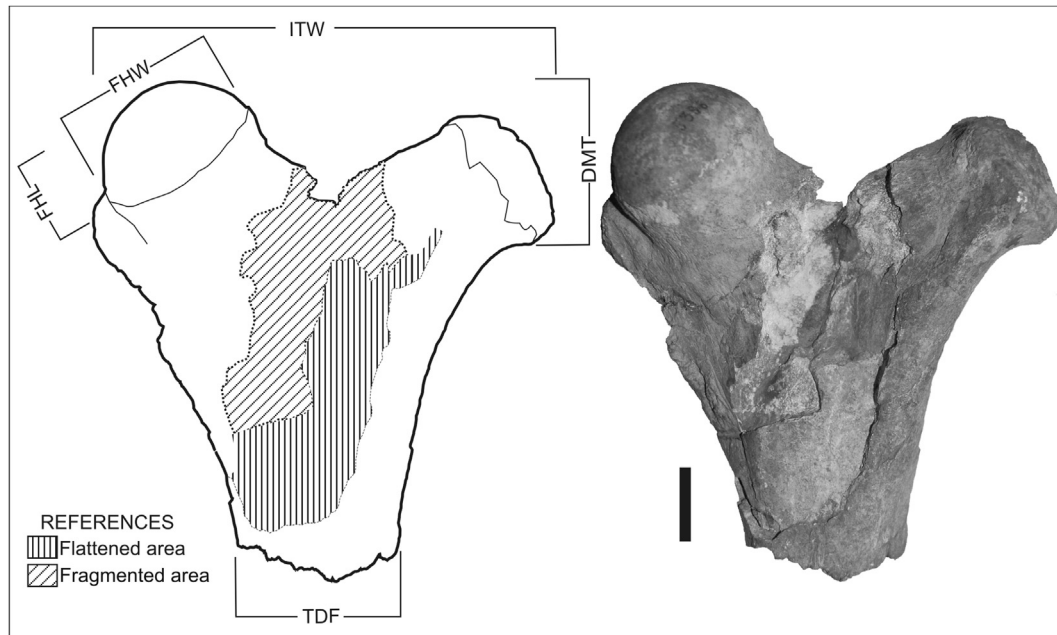 ITW
FHW
FHL
DMT
REFERENCES
Flattened area
Fragmented area
TDF